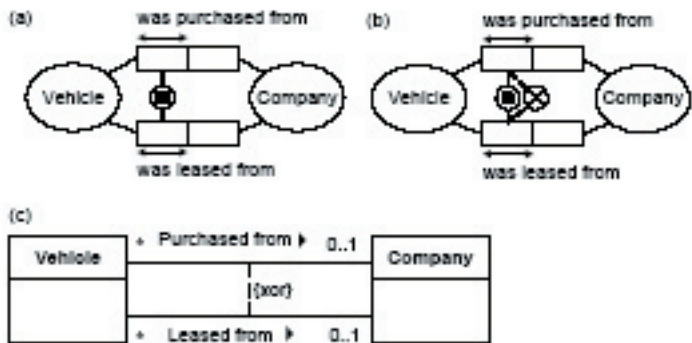 (a)
was purchased from
Vehicle
Company
was leased from
(b)
was purchased from
Vehicle
Company
was leased from
(c)
Vehicle
* Purchased from ▶ 0..1
Company
{xor}
* Leased from ▶ 0..1